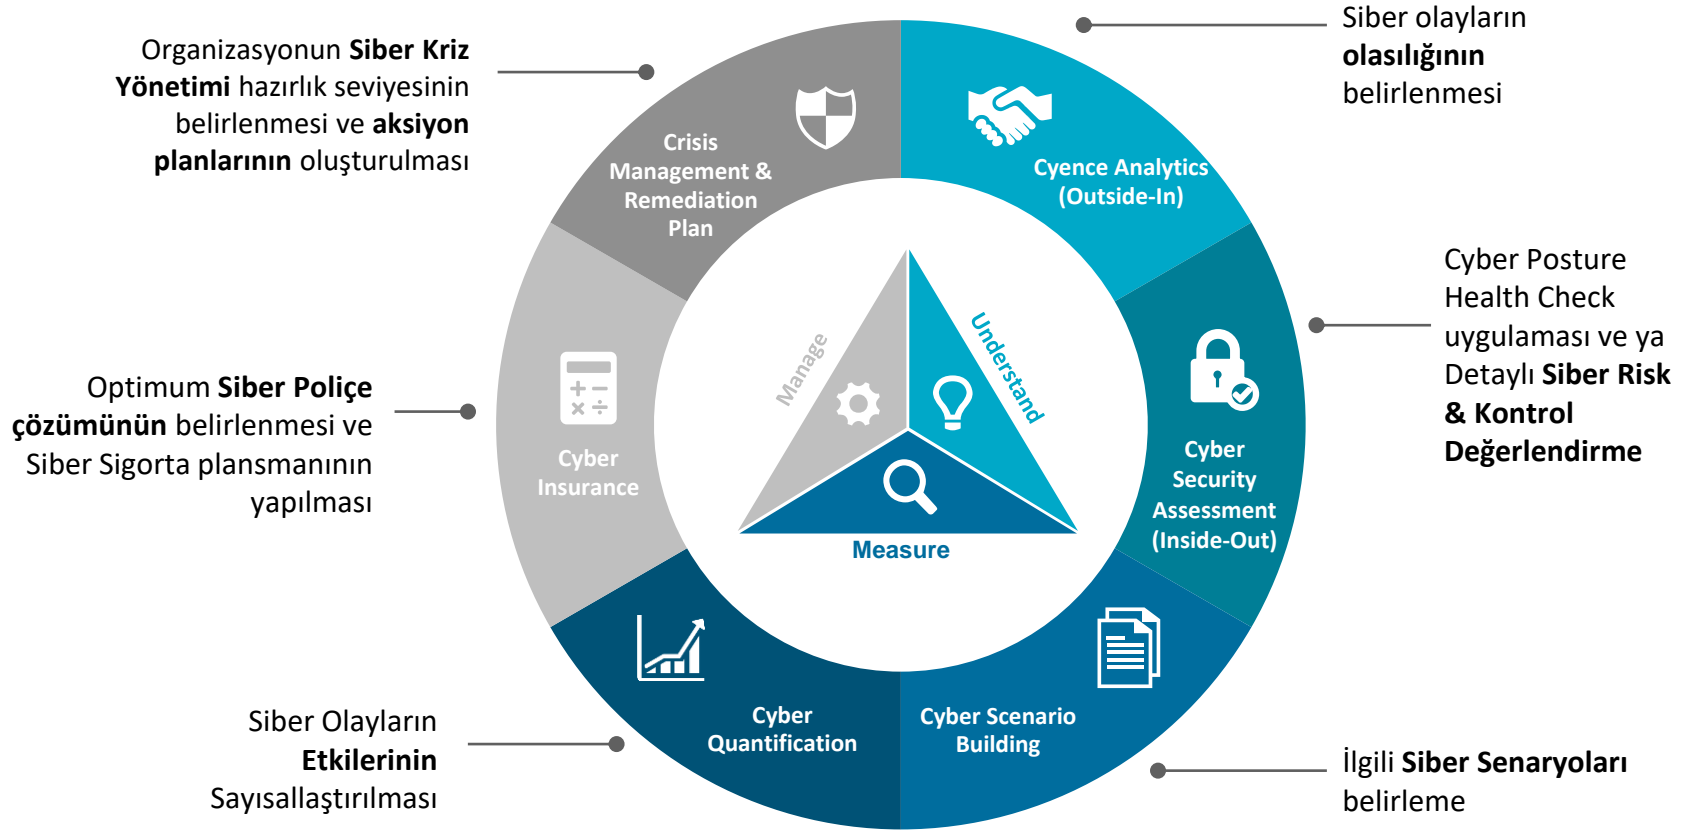 Organizasyonun Siber Kriz
Yönetimi hazırlık seviyesinin
belirlenmesi ve aksiyon
planlarının oluşturulması
Siber olayların
olasılığının
belirlenmesi
Crisis
Management &
Remediation
Plan
Cyence Analytics
(Outside-In)
Cyber Posture
Health Check
uygulaması ve ya
Detaylı Siber Risk
& Kontrol
Değerlendirme
Optimum Siber Poliçe
çözümünün belirlenmesi ve
Siber Sigorta plansmanının
yapılması
Cyber
Insurance
Manage
Understand
Measure
Cyber
Security
Assessment
(Inside-Out)
Siber Olayların
Etkilerinin
Sayısallaştırılması
Cyber
Quantification
Cyber Scenario
Building
İlgili Siber Senaryoları
belirleme